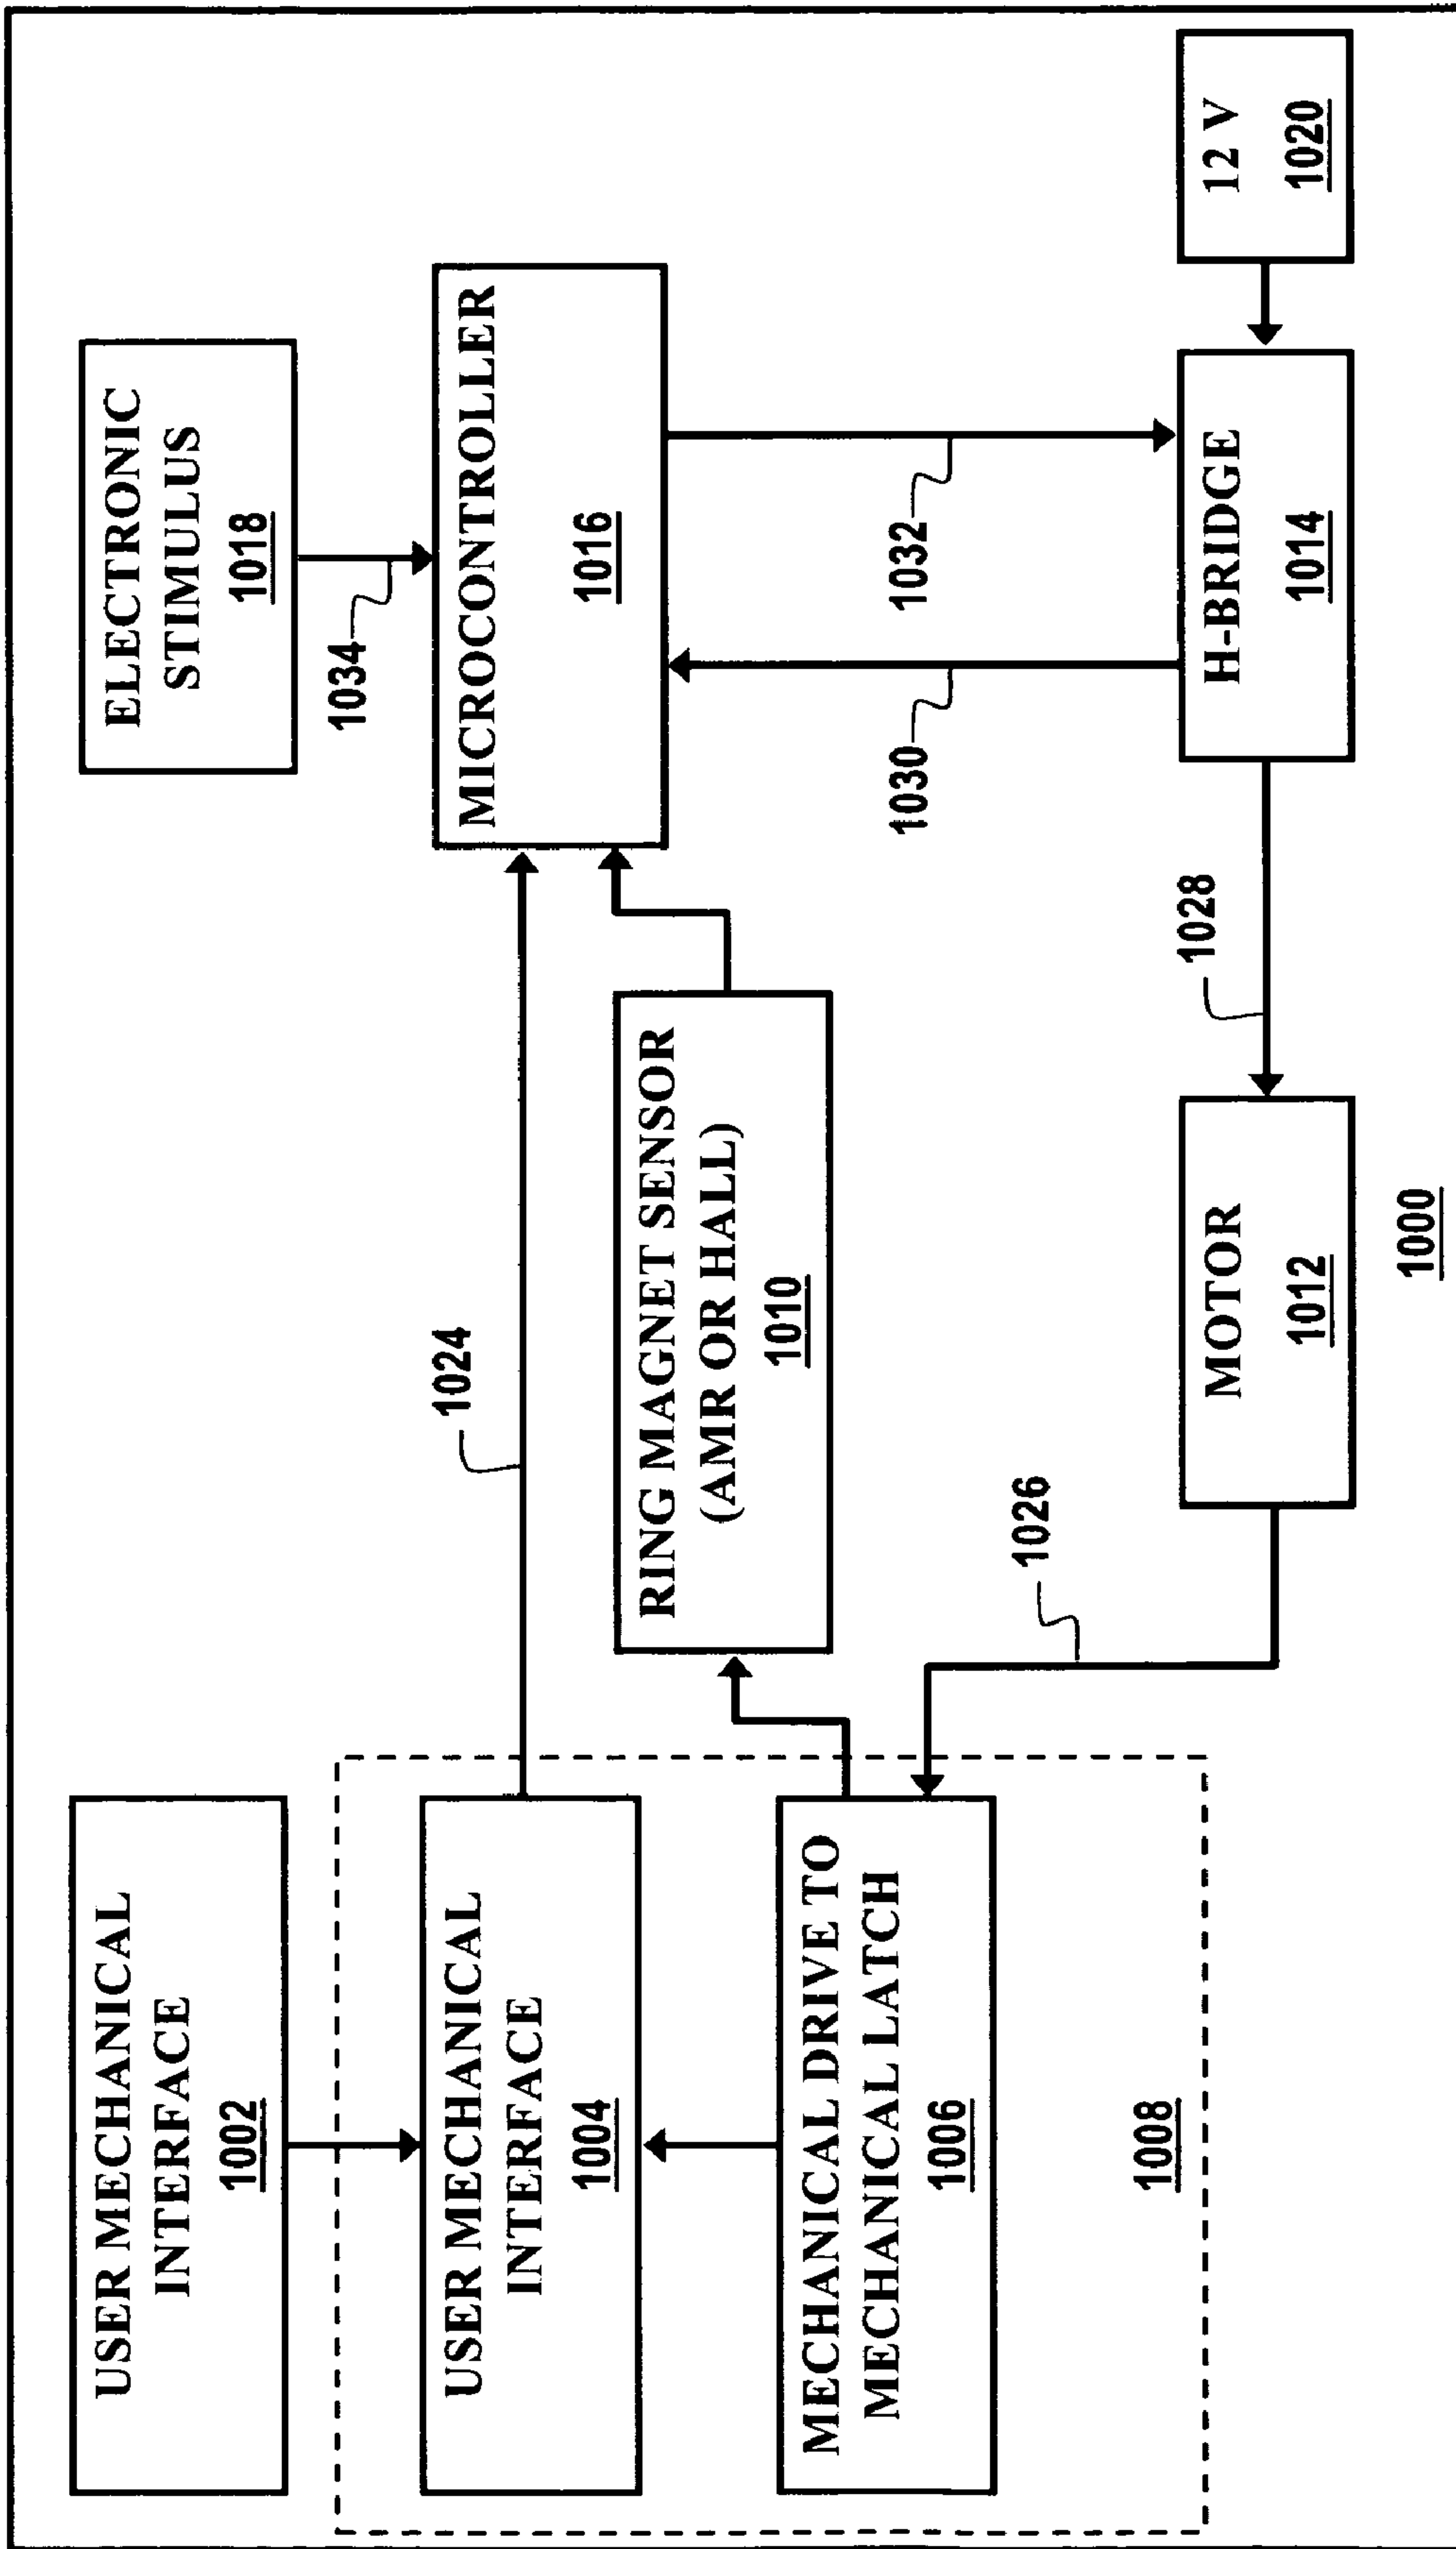 USER MECHANICAL
INTERFACE
1002
ELECTRONIC
STIMULUS
1018
1034
USER MECHANICAL
INTERFACE
1004
1024
MICROCONTROLLER
1016
RING MAGNET SENSOR
(AMR OR HALL)
1010
MECHANICAL DRIVE TO
MECHANICAL LATCH
1006
1008
1026
1030
1032
1028
MOTOR
1012
H-BRIDGE
1014
12 V
1020
1000